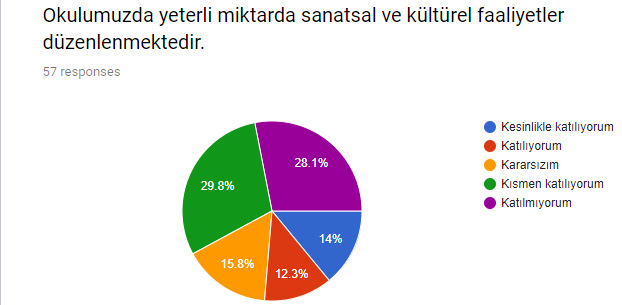 Okulumuzda yeterli miktarda sanatsal ve kültürel faaliyetler
düzenlenmektedir.
57 responses
28.1%
29.8%
14%
15.8%
12.3%
Kesinlikle katılıyorum
Katılıyorum
Kararsızım
Kısmen katılıyorum
Katılmıyorum